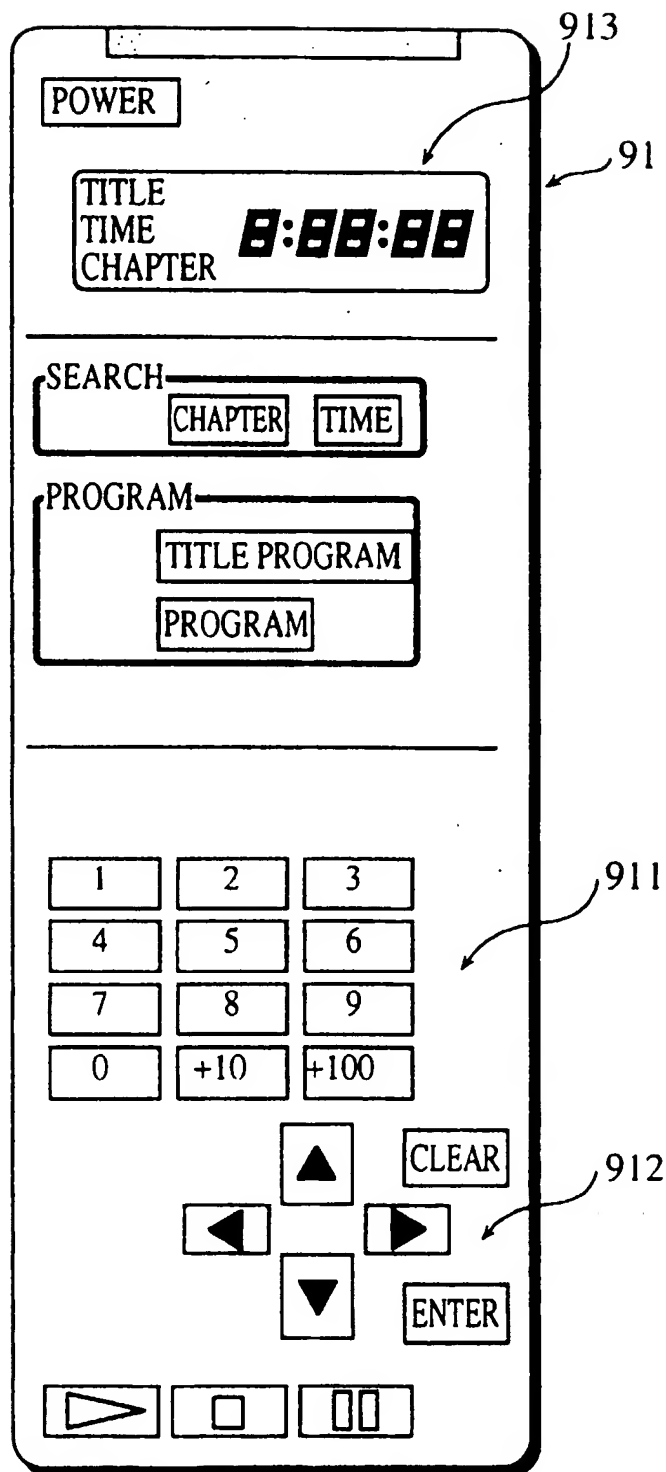 913
POWER
91
TITLE
TIME 8:88:88
CHAPTER
SEARCH
CHAPTER TIME
PROGRAM
TITLE PROGRAM
PROGRAM
1 2 3
911
4 5 6
7 8 9
0 +10 +100
CLEAR
912
ENTER